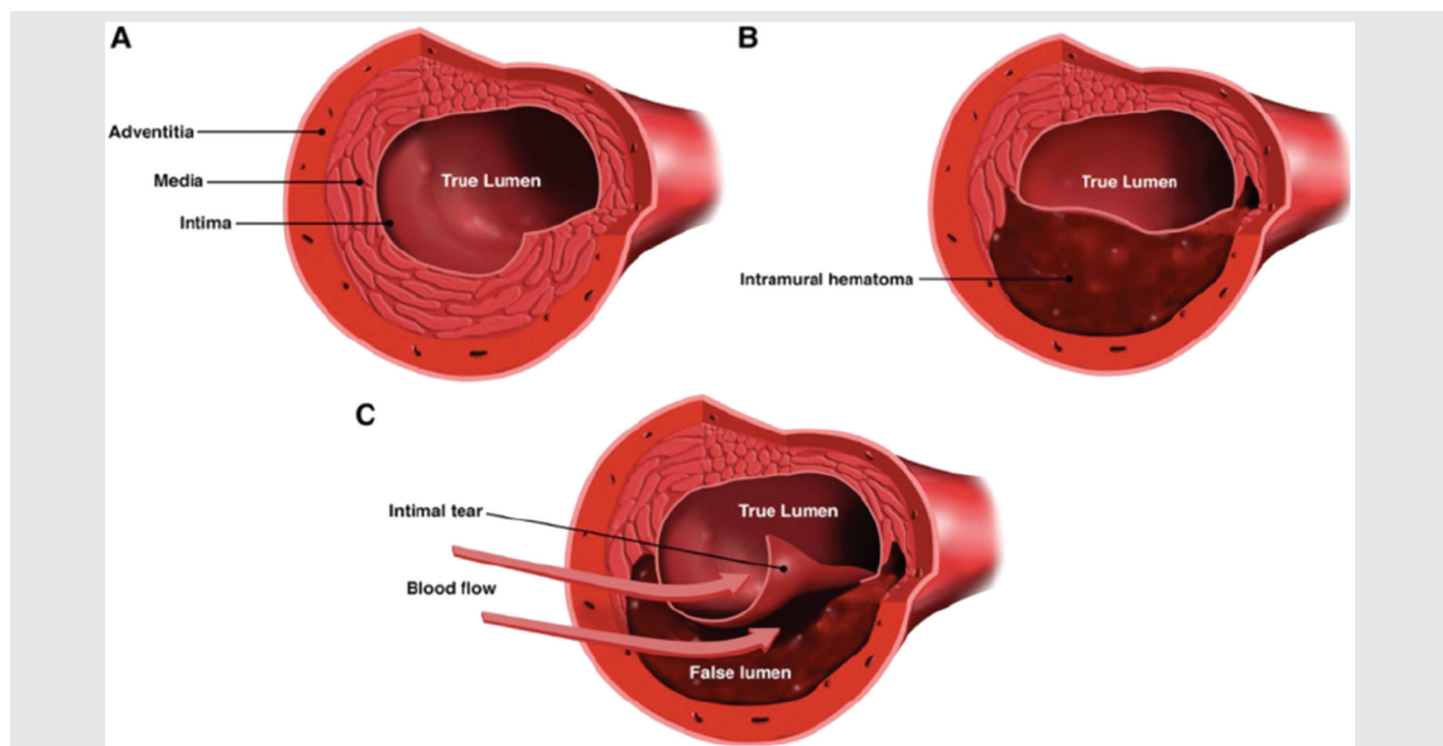 A
Adventitia
Media
Intima
True Lumen
B
True Lumen
Intramural hematoma
C
Intimal tear
True Lumen
Blood flow
False lumen